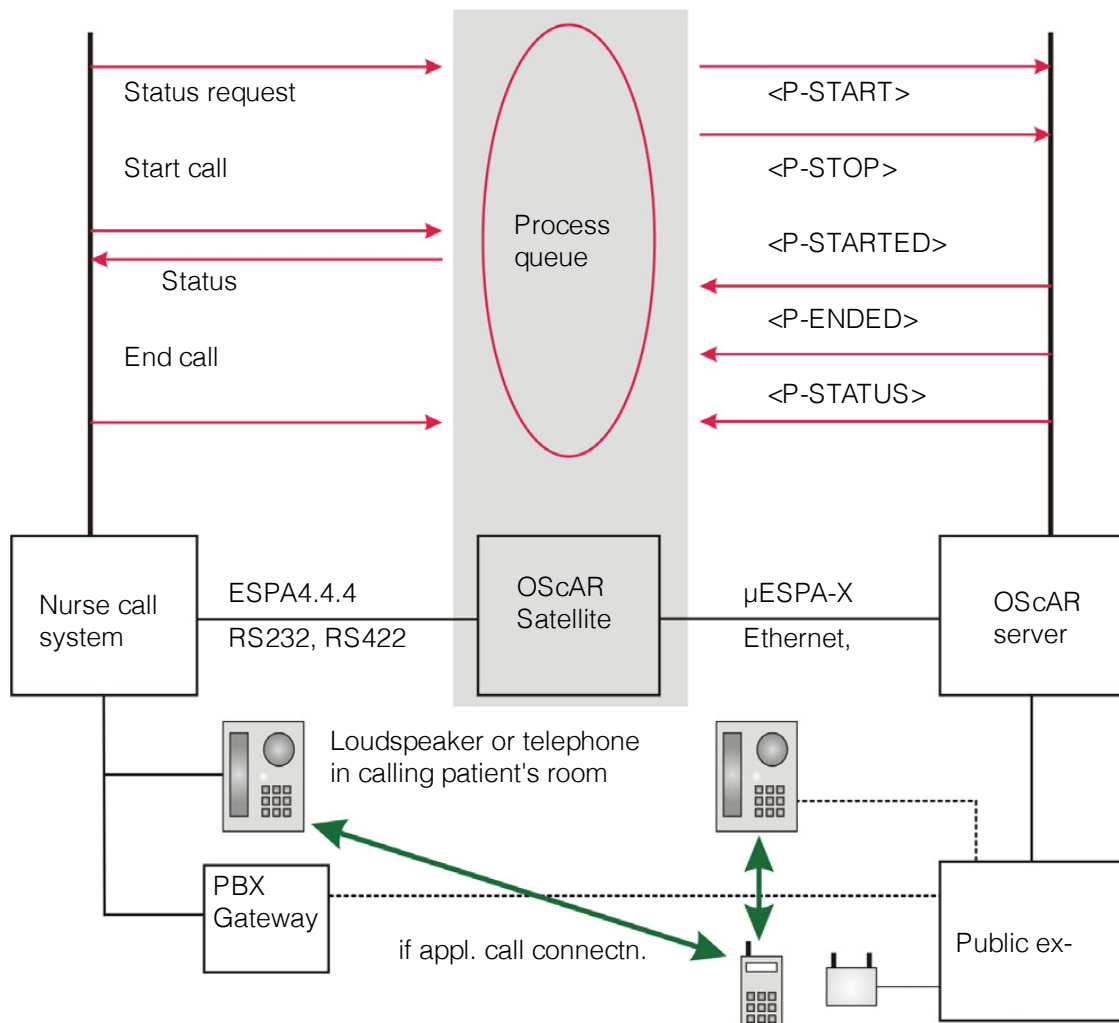 Status request
<P-START>
Start call
<P-STOP>
Process
queue
<P-STARTED>
Status
<P-ENDED>
End call
<P-STATUS>
Nurse call
system
ESPA4.4.4
RS232, RS422
OScAR
Satellite
µESPA-X
Ethernet,
OScAR
server
Loudspeaker or telephone
in calling patient's room
PBX
Gateway
if appl. call connectn.
Public ex-